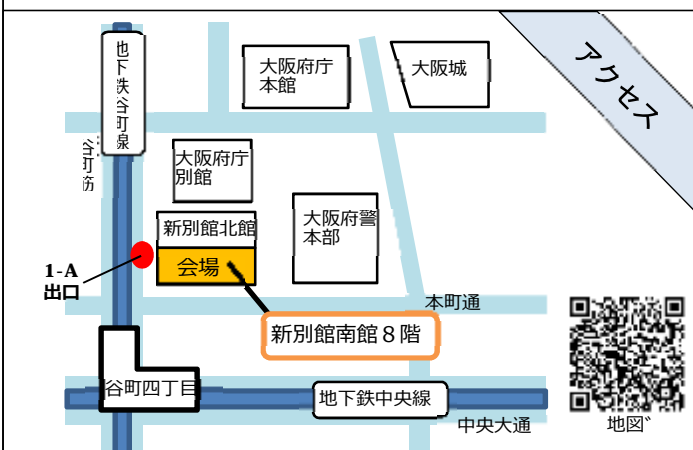 アクセス
地下鉄谷町線
谷町筋
大阪府庁
本館
大阪城
大阪府庁
別館
新別館北館
会場
大阪府警
本部
1-A
出口
本町通
新別館南館８階
谷町四丁目
地下鉄中央線
中央大通
地図゛